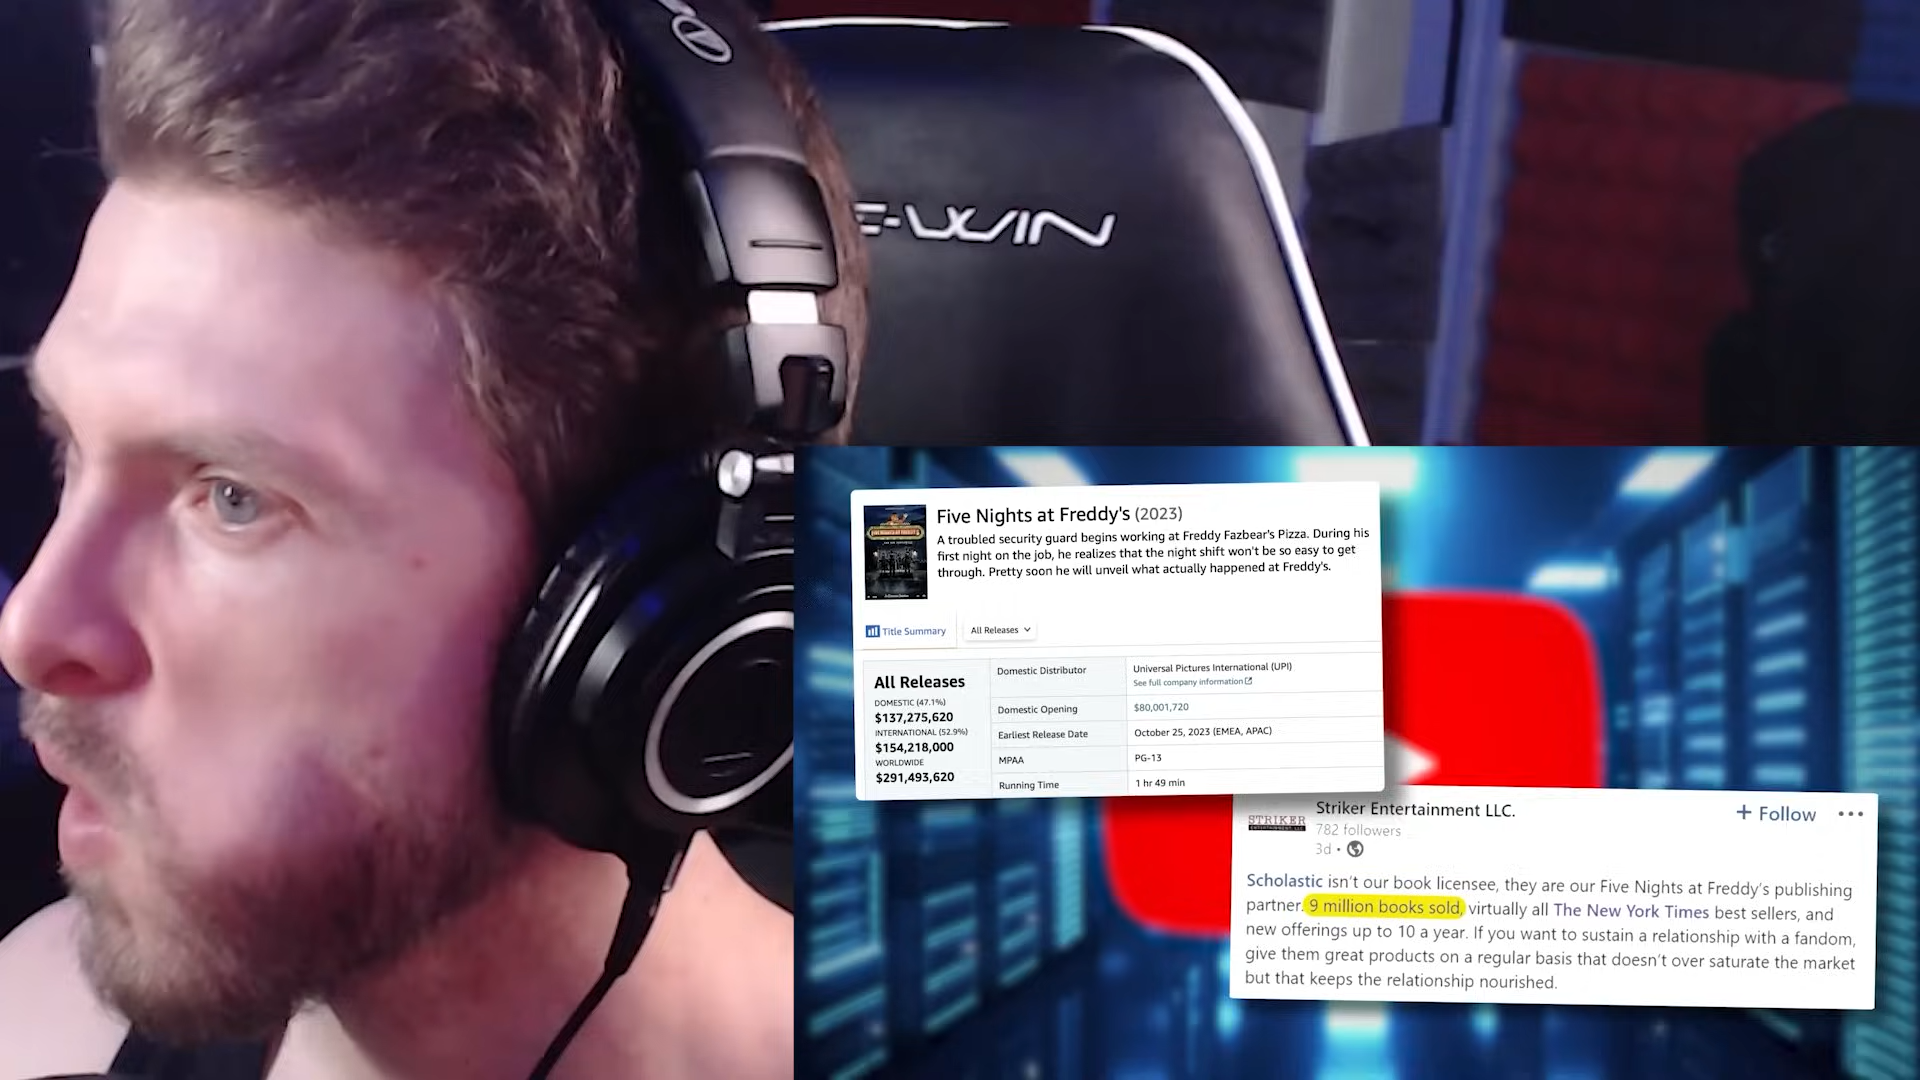 E-WIN
Five Nights at Freddy's (2023)
A troubled security guard begins working at Freddy Fazbear's Pizza. During his
first night on the job, he realizes that the night shift won't be so easy to get
through. Pretty soon he will unveil what actually happened at Freddy's.
Title Summary
All Releases
All Releases
DOMESTIC (47.1%)
$137,275,620
INTERNATIONAL (52.9%)
$154,218,000
WORLDWIDE
$291,493,620
Domestic Distributor
Universal Pictures International (UPI)
See full company information
Domestic Opening
$80,001,720
Earliest Release Date
October 25, 2023 (EMEA, APAC)
MPAA
PG-13
Running Time
1 hr 49 min
STRIKER
ENTERTAINMENT, LLC
Striker Entertainment LLC.
782 followers
3d •
+ Follow
Scholastic isn't our book licensee, they are our Five Nights at Freddy's publishing
partner. 9 million books sold, virtually all The New York Times best sellers, and
new offerings up to 10 a year. If you want to sustain a relationship with a fandom,
give them great products on a regular basis that doesn't over saturate the market
but that keeps the relationship nourished.